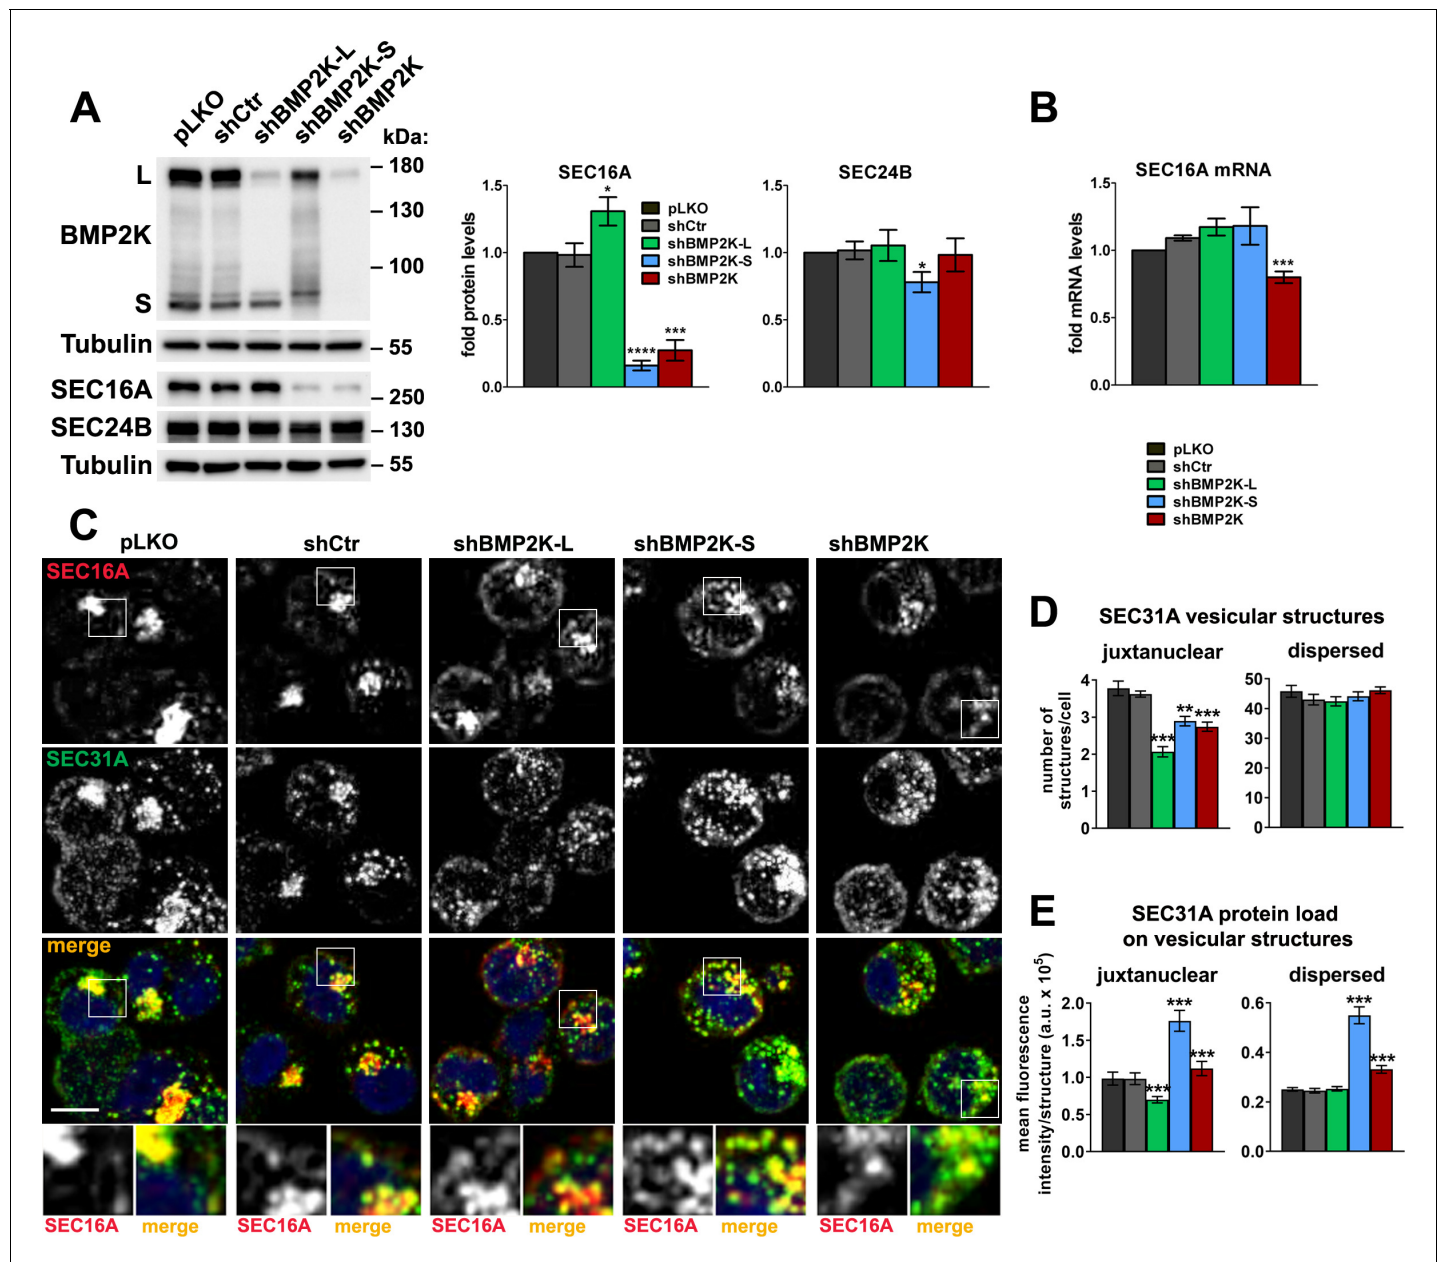 A
pLKO
shCtr
shBMP2K-L
shBMP2K-S
shBMP2K
kDa:
L
BMP2K
S
180
130
100
Tubulin
55
SEC16A
250
SEC24B
130
Tubulin
55
SEC16A
fold protein levels
1.5
1.0
0.5
0.0
*
****
***
pLKO
shCtr
shBMP2K-L
shBMP2K-S
shBMP2K
SEC24B
1.5
1.0
0.5
0.0
*
B
SEC16A mRNA
fold mRNA levels
1.5
1.0
0.5
0.0
***
pLKO
shCtr
shBMP2K-L
shBMP2K-S
shBMP2K
C
pLKO
shCtr
shBMP2K-L
shBMP2K-S
shBMP2K
SEC16A
SEC31A
merge
SEC16A
merge
SEC16A
merge
SEC16A
merge
SEC16A
merge
SEC16A
merge
D
SEC31A vesicular structures
juxtanuclear
number of
structures/cell
4
3
2
1
0
***
**
***
dispersed
50
40
30
20
10
0
E
SEC31A protein load
on vesicular structures
juxtanuclear
mean fluorescence
intensity/structure (a.u. x 10⁵)
2.0
1.5
1.0
0.5
0.0
***
***
***
dispersed
0.6
0.4
0.2
0.0
***
***